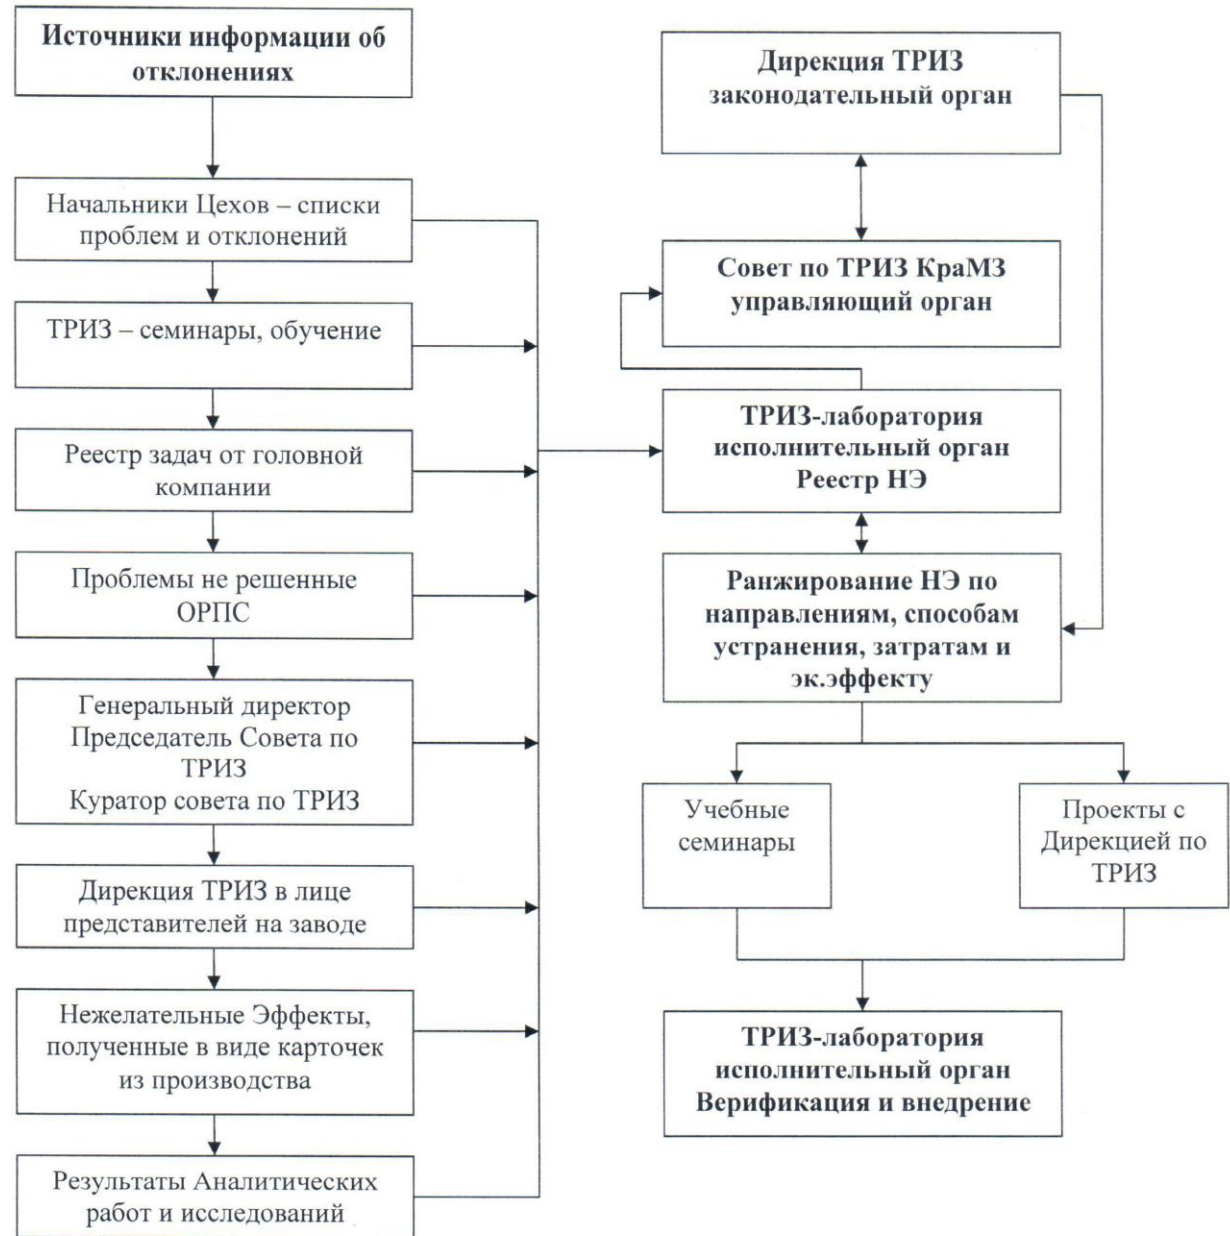 Источники информации об
отклонениях
Начальники Цехов – списки
проблем и отклонений
ТРИЗ – семинары, обучение
Реестр задач от головной
компании
Проблемы не решенные
ОРПС
Генеральный директор
Председатель Совета по
ТРИЗ
Куратор совета по ТРИЗ
Дирекция ТРИЗ в лице
представителей на заводе
Нежелательные Эффекты,
полученные в виде карточек
из производства
Результаты Аналитических
работ и исследований
Дирекция ТРИЗ
законодательный орган
Совет по ТРИЗ КраМЗ
управляющий орган
ТРИЗ-лаборатория
исполнительный орган
Реестр НЭ
Ранжирование НЭ по
направлениям, способам
устранения, затратам и
эк.эффекту
Учебные
семинары
Проекты с
Дирекцией по
ТРИЗ
ТРИЗ-лаборатория
исполнительный орган
Верификация и внедрение